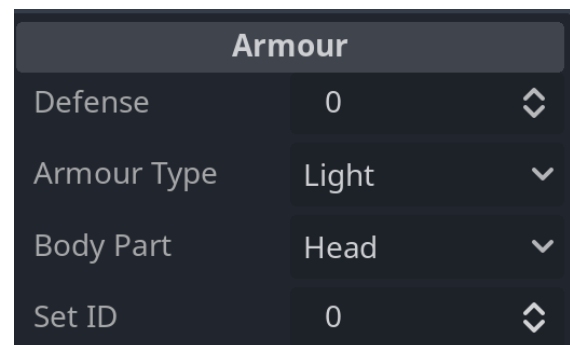 Armour
Defense 0
Armour Type Light
Body Part Head
Set ID 0